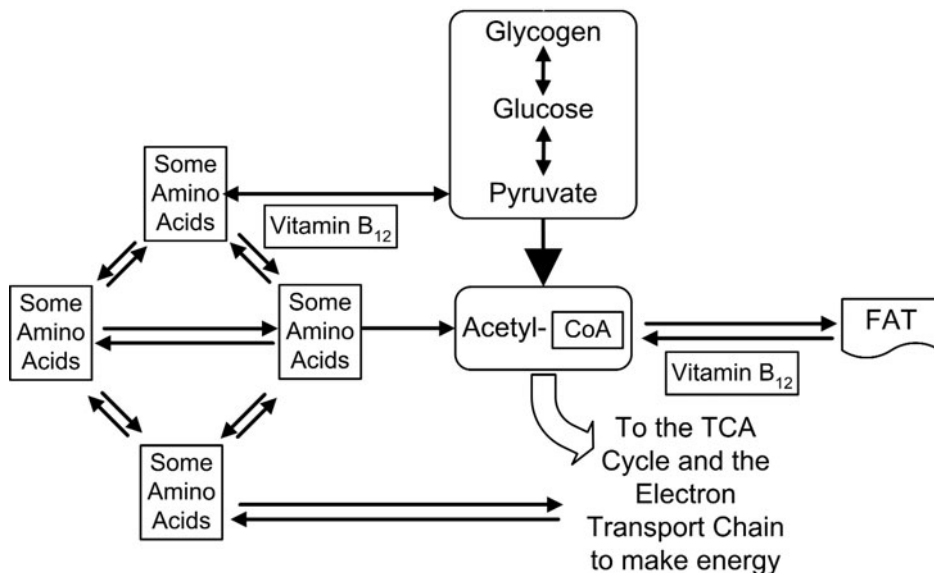 Glycogen
Glucose
Pyruvate
Some
Amino
Acids
Vitamin B₁₂
Some
Amino
Acids
Some
Amino
Acids
Acetyl- CoA
FAT
Vitamin B₁₂
Some
Amino
Acids
To the TCA
Cycle and the
Electron
Transport Chain
to make energy